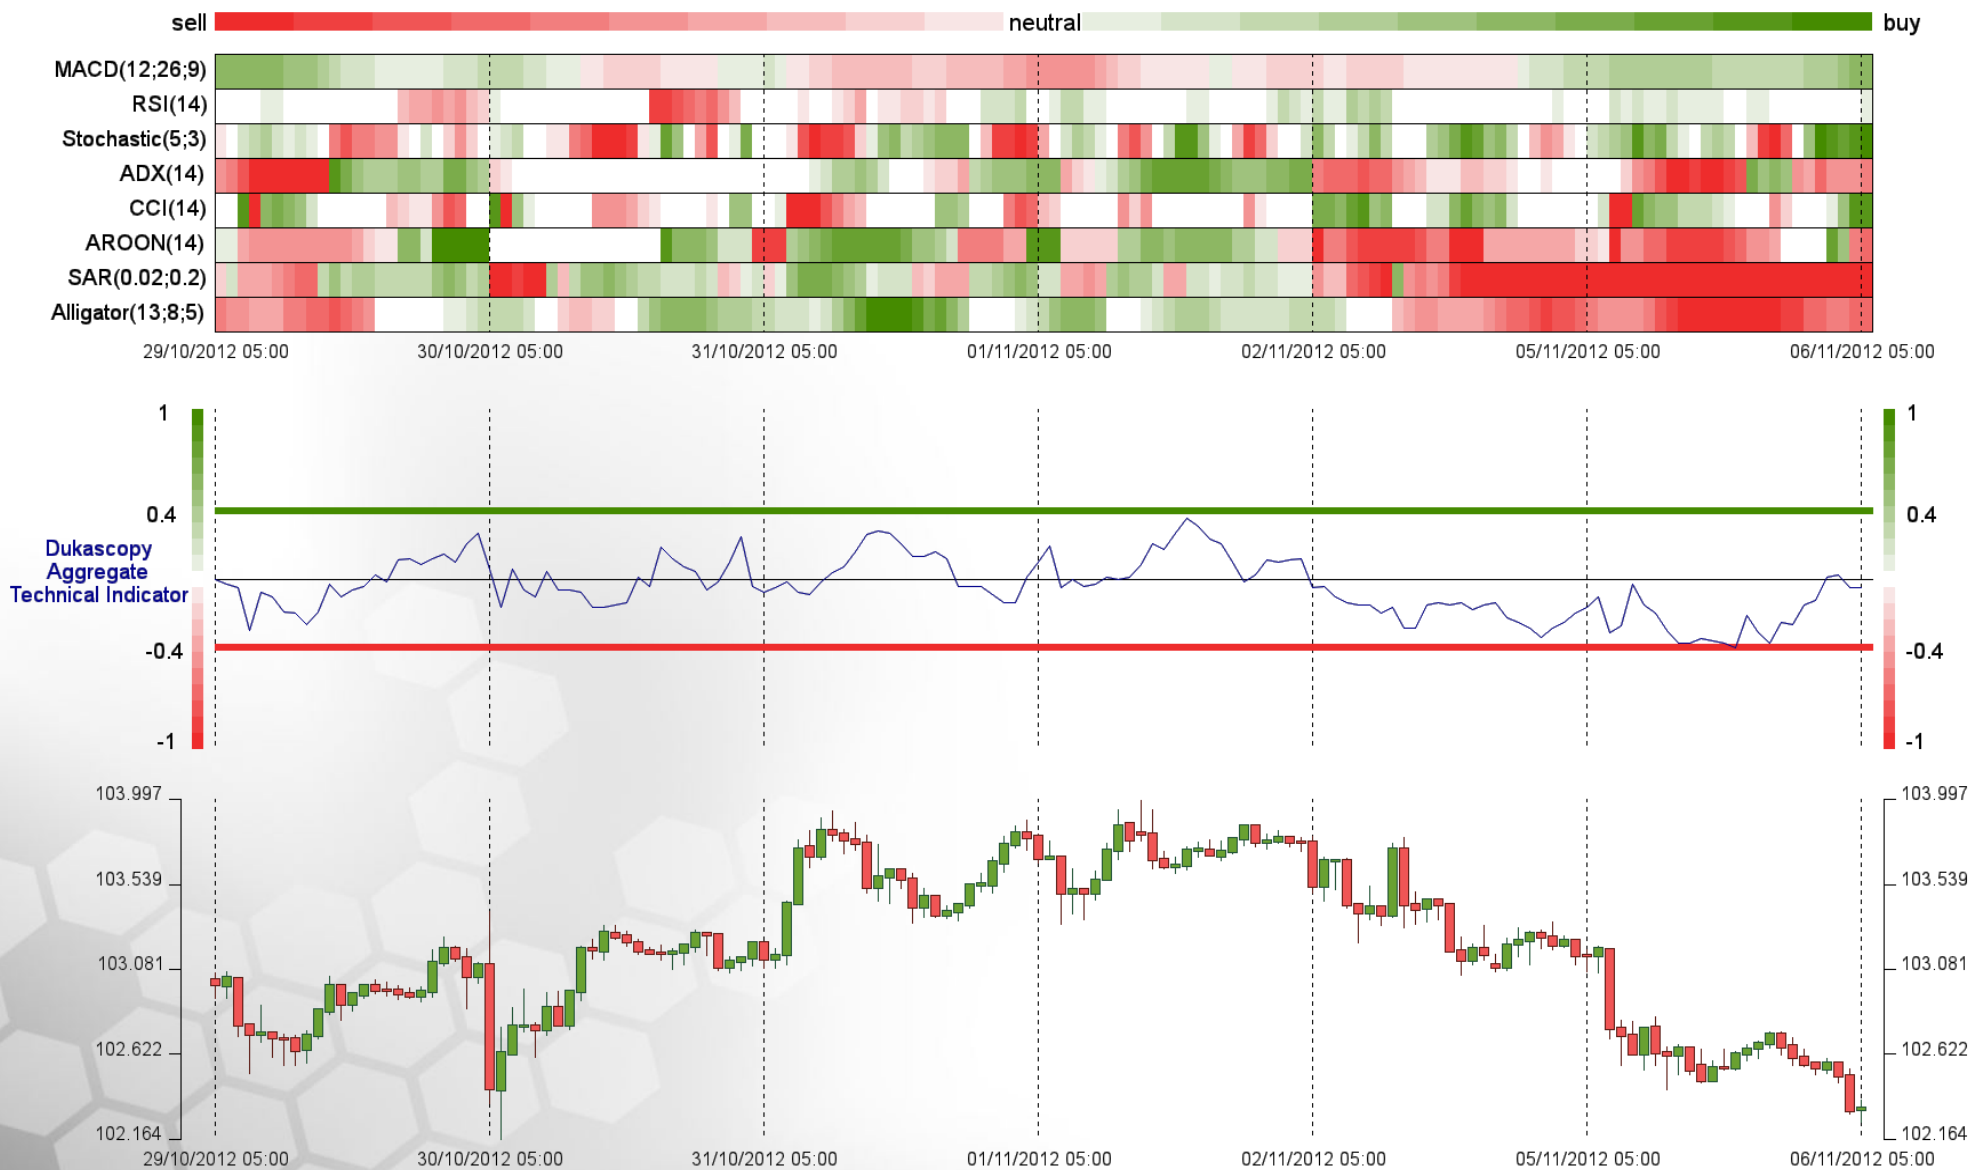 sell neutral buy
MACD(12;26;9)
RSI(14)
Stochastic(5;3)
ADX(14)
CCI(14)
AROON(14)
SAR(0.02;0.2)
Alligator(13;8;5)
29/10/2012 05:00 30/10/2012 05:00 31/10/2012 05:00 01/11/2012 05:00 02/11/2012 05:00 05/11/2012 05:00 06/11/2012 05:00
1 1
0.4 0.4
Dukascopy
Aggregate
Technical Indicator
-0.4 -0.4
-1 -1
103.997 103.997
103.539 103.539
103.081 103.081
102.622 102.622
102.164 102.164
29/10/2012 05:00 30/10/2012 05:00 31/10/2012 05:00 01/11/2012 05:00 02/11/2012 05:00 05/11/2012 05:00 06/11/2012 05:00